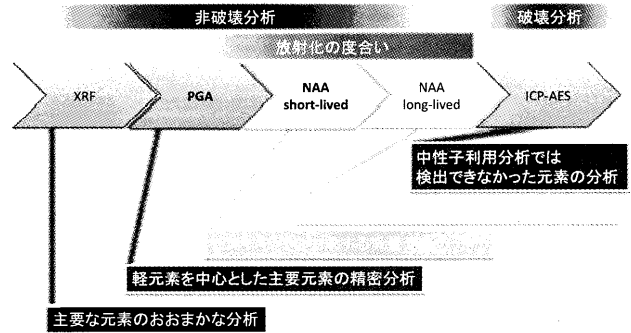 非破壊分析
破壊分析
放射化の度合い
XRF
PGA
NAA
short-lived
NAA
long-lived
ICP-AES
中性子利用分析では
検出できなかった元素の分析
軽元素を中心とした主要元素の精密分析
主要な元素のおおまかな分析